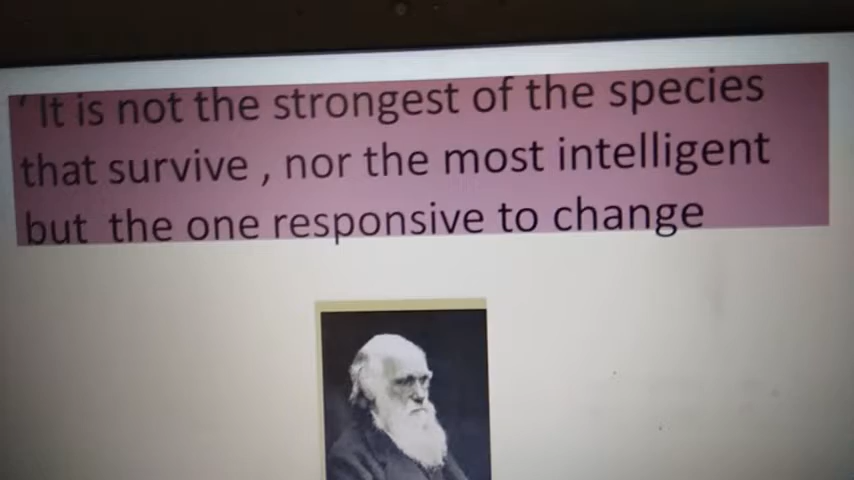 ‘ It is not the strongest of the species
that survive , nor the most intelligent
but the one responsive to change